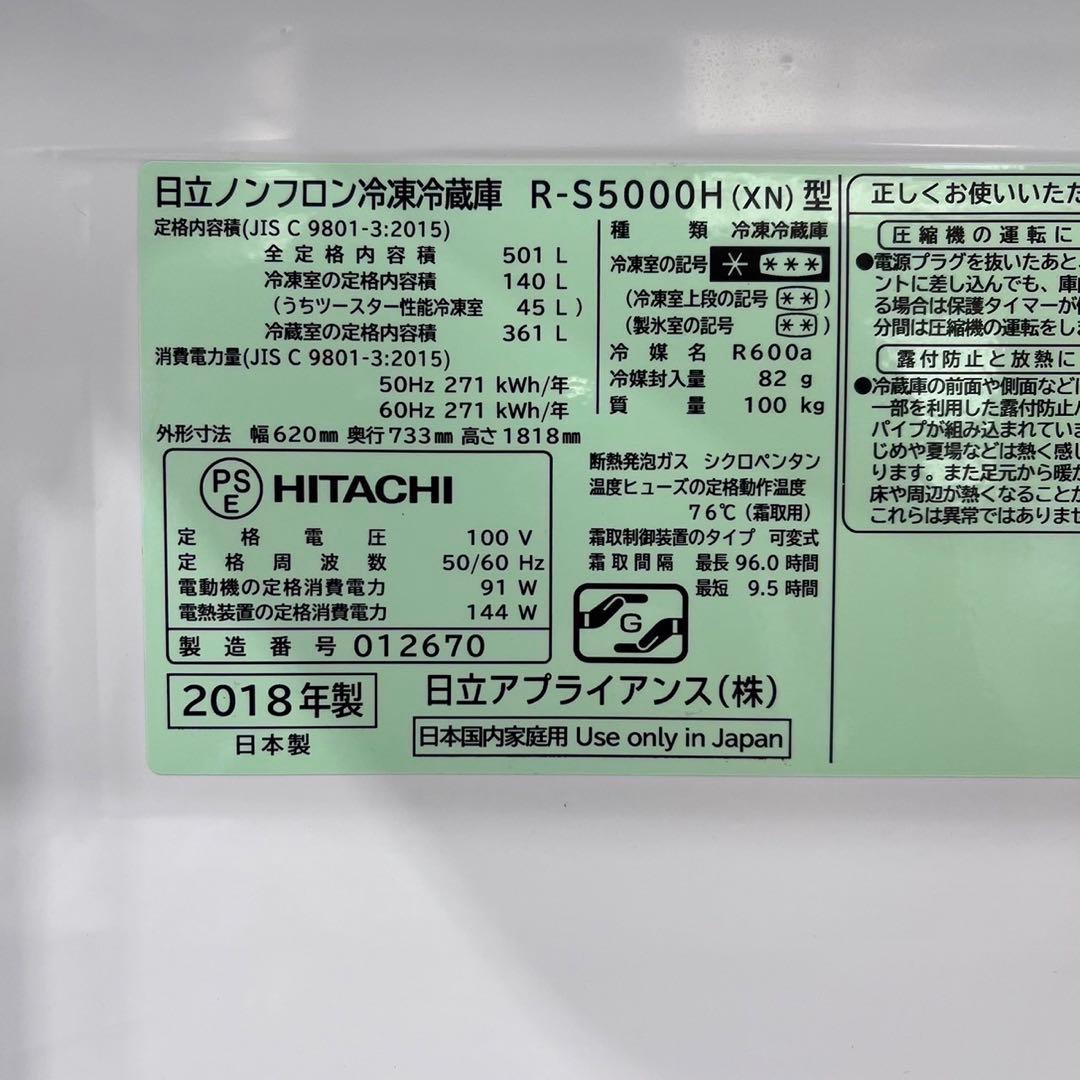 日立ノンフロン冷凍冷蔵庫 R-S5000H(XN)型
定格内容積(JIS C 9801-3:2015)
全定格内容積 501 L
冷凍室の定格内容積 140 L
(うちツースター性能冷凍室 45 L)
冷蔵室の定格内容積 361 L
消費電力量(JIS C 9801-3:2015)
50Hz 271 kWh/年
60Hz 271 kWh/年
外形寸法 幅620㎜ 奥行733㎜ 高さ1818㎜
種類 冷凍冷蔵庫
冷凍室の記号 * ***
(冷凍室上段の記号 **)
(製氷室の記号 **)
冷媒名 R600a
冷媒封入量 82 g
質量 100 kg
PS
E
HITACHI
定格電圧 100 V
定格周波数 50/60 Hz
電動機の定格消費電力 91 W
電熱装置の定格消費電力 144 W
製造番号 012670
断熱発泡ガス シクロペンタン
温度ヒューズの定格動作温度
76℃(霜取用)
霜取制御装置のタイプ 可変式
霜取間隔 最長 96.0 時間
最短 9.5 時間
G
2018年製
日本製
日立アプライアンス(株)
日本国内家庭用 Use only in Japan
正しくお使いいただ
圧縮機の運転に
●電源プラグを抜いたあと、
ントに差し込んでも、庫
る場合は保護タイマーが
分間は圧縮機の運転をし
露付防止と放熱に
●冷蔵庫の前面や側面など
一部を利用した露付防止
パイプが組み込まれていま
じめや夏場などは熱く感じ
ります。また足元から暖か
床や周辺が熱くなることが
これらは異常ではありませ